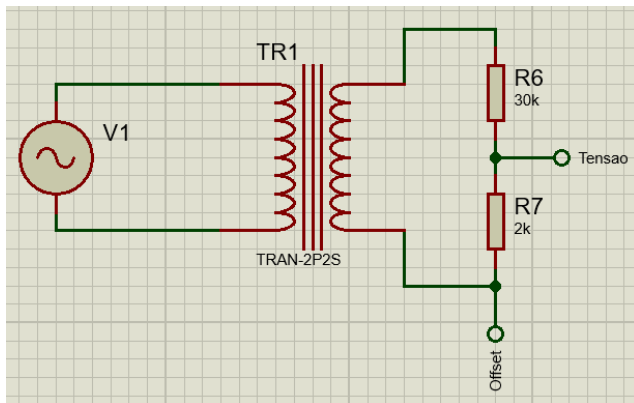 TR1
V1
TRAN-2P2S
R6
30k
Tensao
R7
2k
Offset